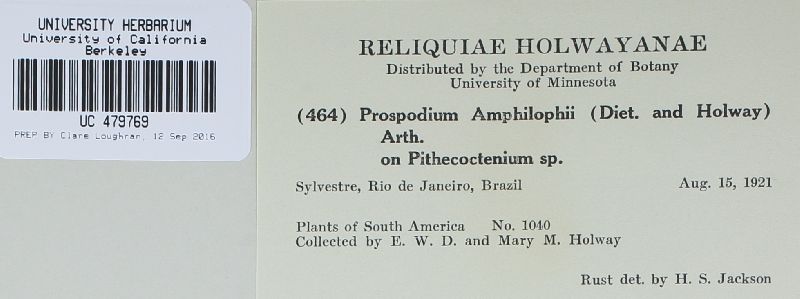 UNIVERSITY HERBARIUM
University of California
Berkeley
UC 479769
PREP BY Clare Loughran, 12 Sep 2016
RELIQUIAE HOLWAYANAE
Distributed by the Department of Botany
University of Minnesota
(464) Prospodium Amphilophii (Diet. and Holway)
Arth.
on Pithecoctenium sp.
Sylvestre, Rio de Janeiro, Brazil Aug. 15, 1921
Plants of South America No. 1040
Collected by E. W. D. and Mary M. Holway
Rust det. by H. S. Jackson